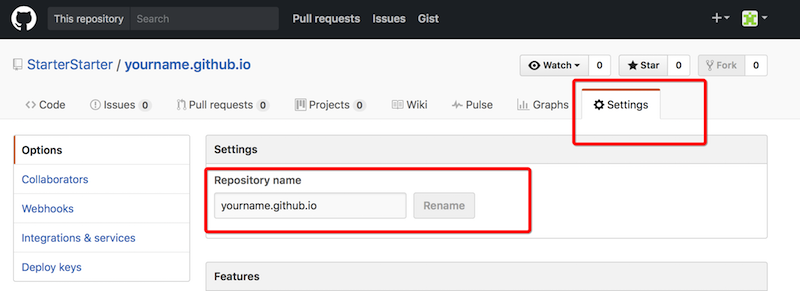 This repository Search Pull requests Issues Gist
StarterStarter / yourname.github.io Watch 0 Star 0 Fork 0
Code Issues 0 Pull requests 0 Projects 0 Wiki Pulse Graphs Settings
Options
Collaborators
Webhooks
Integrations & services
Deploy keys
Settings
Repository name
yourname.github.io Rename
Features